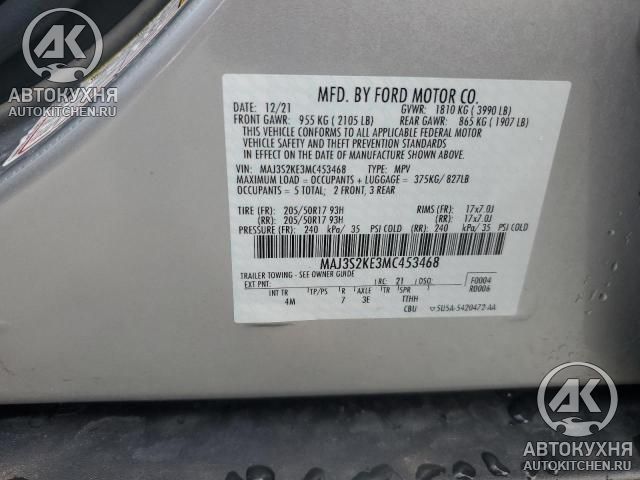 АК
АВТОКУХНЯ
AUTOKITCHEN.RU
MFD. BY FORD MOTOR CO.
DATE: 12/21 GVWR: 1810 KG ( 3990 LB)
FRONT GAWR: 955 KG ( 2105 LB) REAR GAWR: 865 KG ( 1907 LB)
THIS VEHICLE CONFORMS TO ALL APPLICABLE FEDERAL MOTOR
VEHICLE SAFETY AND THEFT PREVENTION STANDARDS
IN EFFECT ON THE DATE OF MANUFACTURE SHOWN ABOVE.
VIN: MAJ3S2KE3MC453468 TYPE: MPV
MAXIMUM LOAD = OCCUPANTS + LUGGAGE = 375KG/ 827LB
OCCUPANTS = 5 TOTAL; 2 FRONT, 3 REAR
TIRE (FR): 205/50R17 93H RIMS (FR): 17x7.0J
TIRE (RR): 205/50R17 93H (RR): 17x7.0J
PRESSURE (FR): 240 kPa/ 35 PSI COLD (RR): 240 kPa/ 35 PSI COLD
MAJ3S2KE3MC453468
TRAILER TOWING - SEE OWNER GUIDE
EXT PNT: RC: 21 DSO: F0004
R0006
INT TR TP/PS R AXLE TR SPR
4M 7 3E TTHH
CBU 5U5A-5420472-AA
АК
АВТОКУХНЯ
AUTOKITCHEN.RU